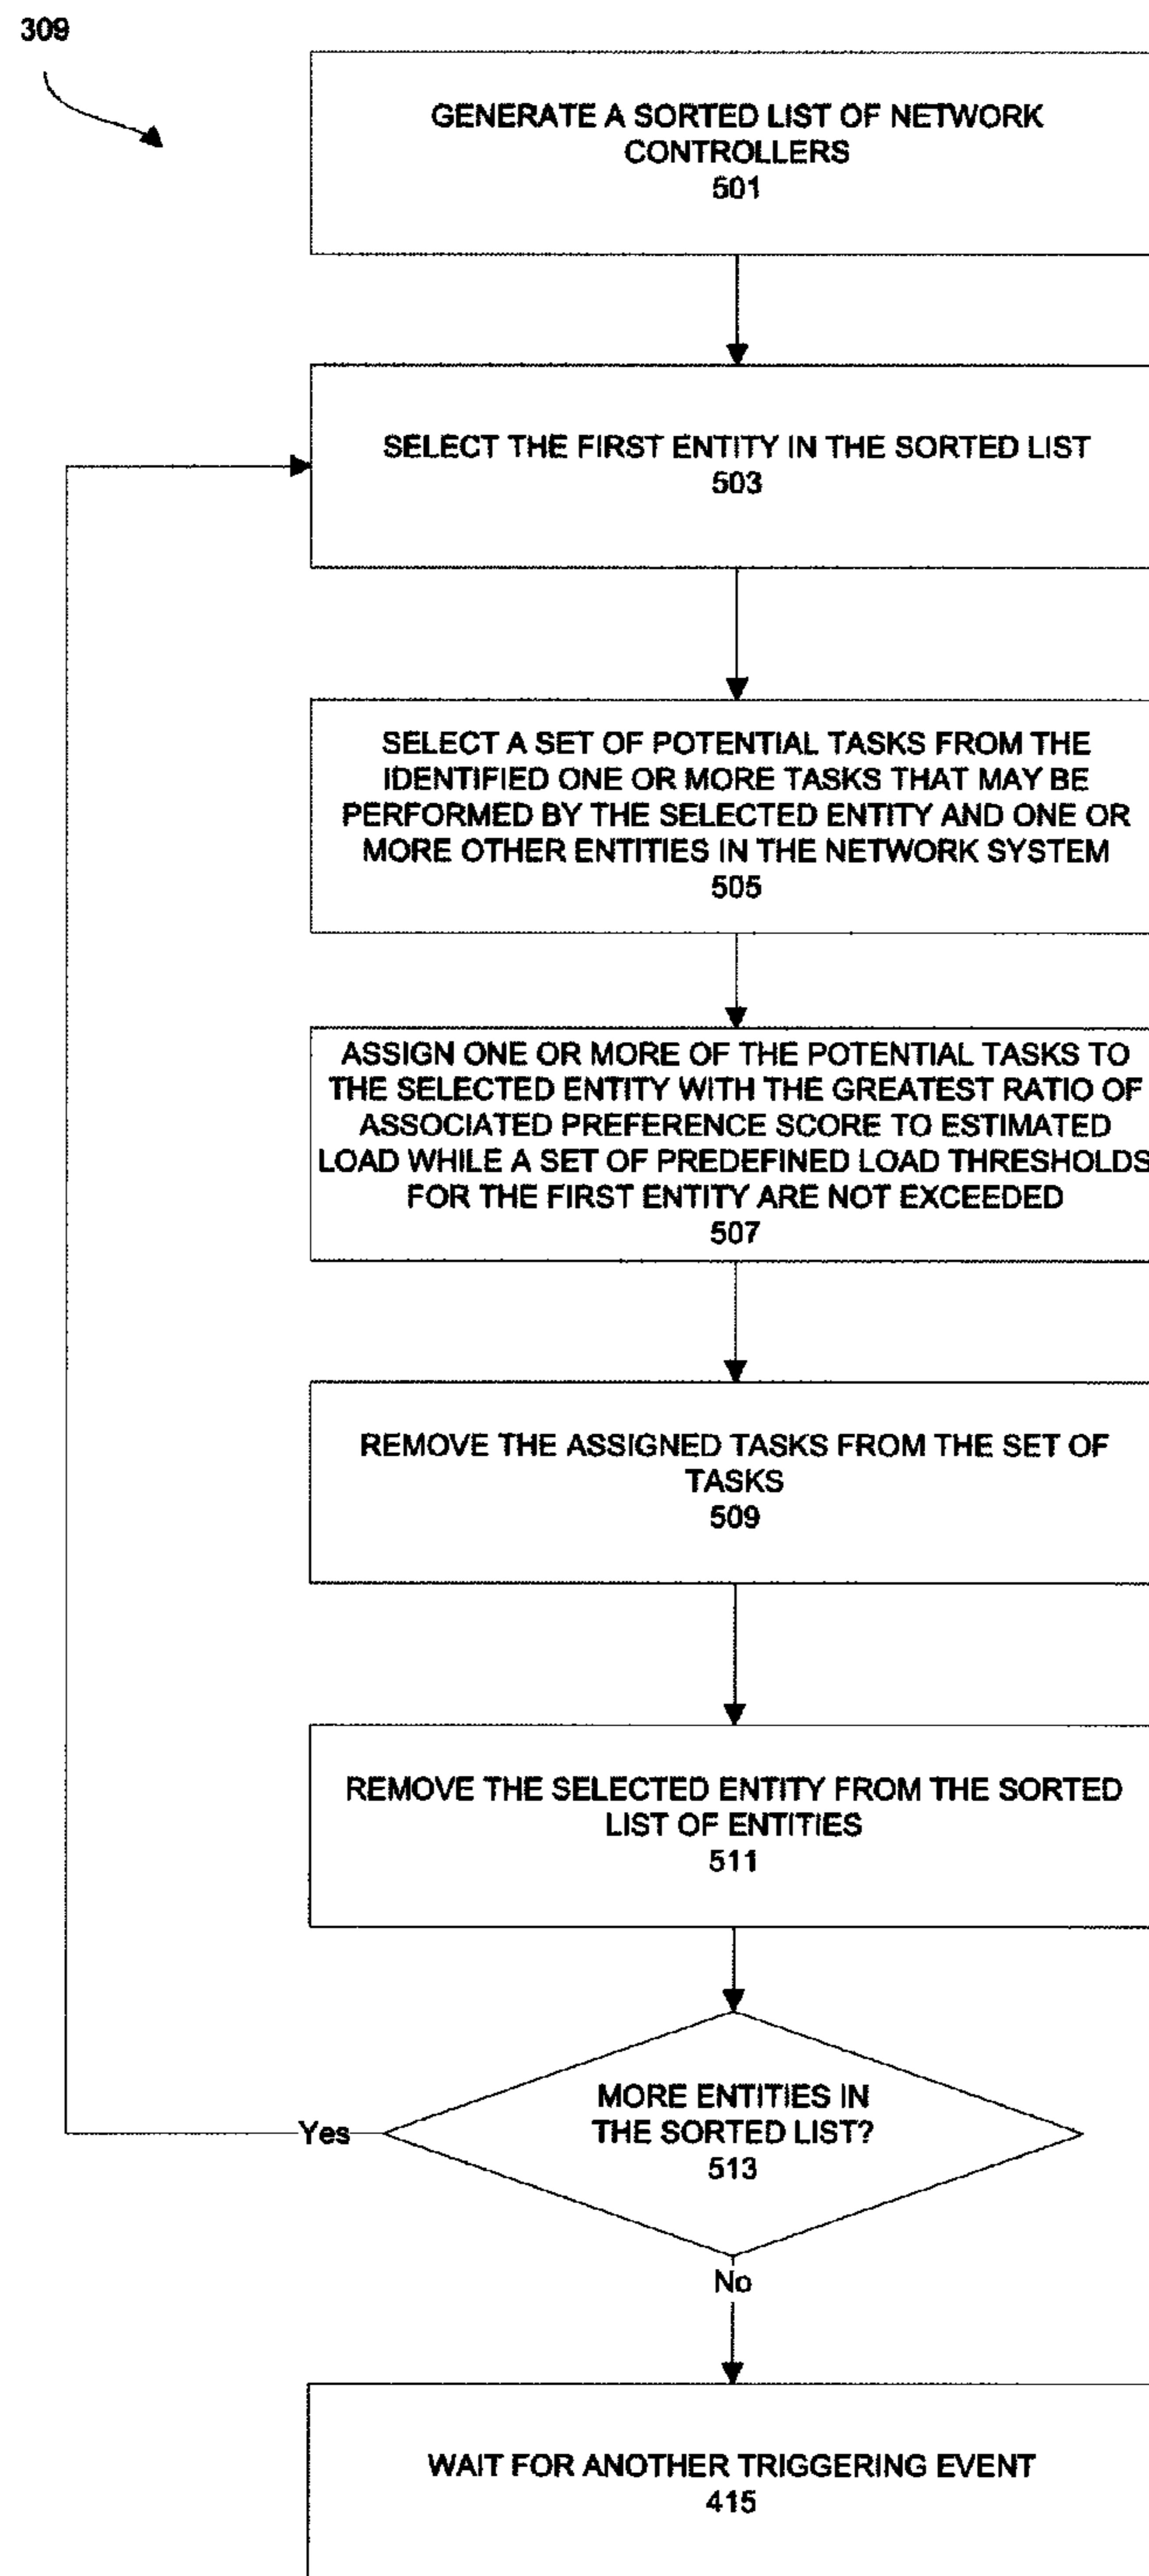 309
GENERATE A SORTED LIST OF NETWORK
CONTROLLERS
501
SELECT THE FIRST ENTITY IN THE SORTED LIST
503
SELECT A SET OF POTENTIAL TASKS FROM THE
IDENTIFIED ONE OR MORE TASKS THAT MAY BE
PERFORMED BY THE SELECTED ENTITY AND ONE OR
MORE OTHER ENTITIES IN THE NETWORK SYSTEM
505
ASSIGN ONE OR MORE OF THE POTENTIAL TASKS TO
THE SELECTED ENTITY WITH THE GREATEST RATIO OF
ASSOCIATED PREFERENCE SCORE TO ESTIMATED
LOAD WHILE A SET OF PREDEFINED LOAD THRESHOLDS
FOR THE FIRST ENTITY ARE NOT EXCEEDED
507
REMOVE THE ASSIGNED TASKS FROM THE SET OF
TASKS
509
REMOVE THE SELECTED ENTITY FROM THE SORTED
LIST OF ENTITIES
511
MORE ENTITIES IN
THE SORTED LIST?
513
Yes
No
WAIT FOR ANOTHER TRIGGERING EVENT
415